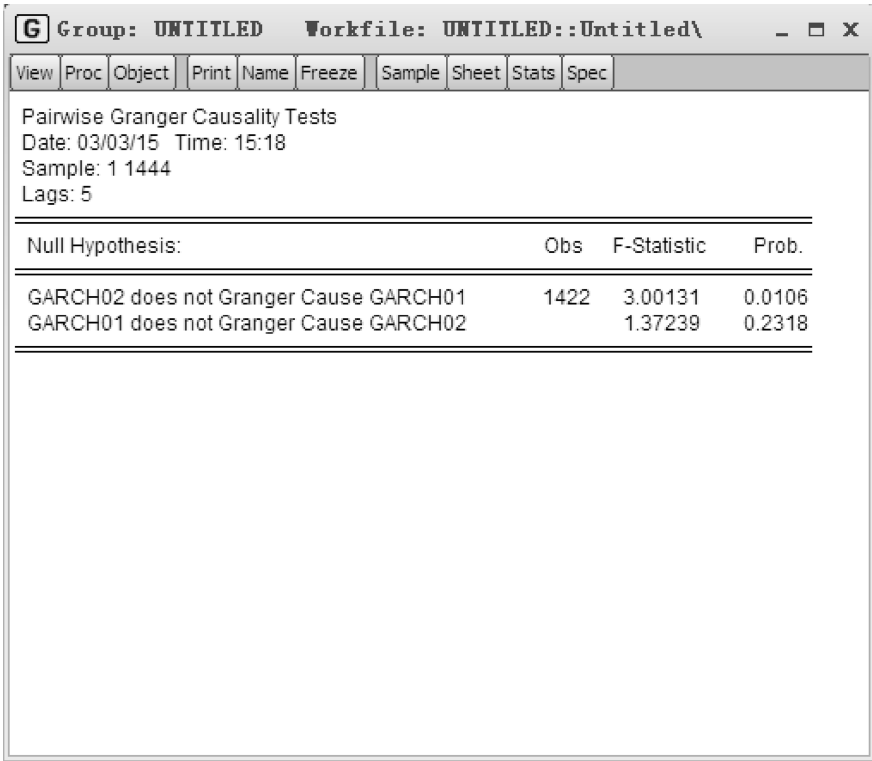 G Group: UNTITLED Workfile: UNTITLED::Untitled\
View Proc Object Print Name Freeze Sample Sheet Stats Spec
Pairwise Granger Causality Tests
Date: 03/03/15 Time: 15:18
Sample: 1 1444
Lags: 5
Null Hypothesis: Obs F-Statistic Prob.
GARCH02 does not Granger Cause GARCH01 1422 3.00131 0.0106
GARCH01 does not Granger Cause GARCH02 1.37239 0.2318